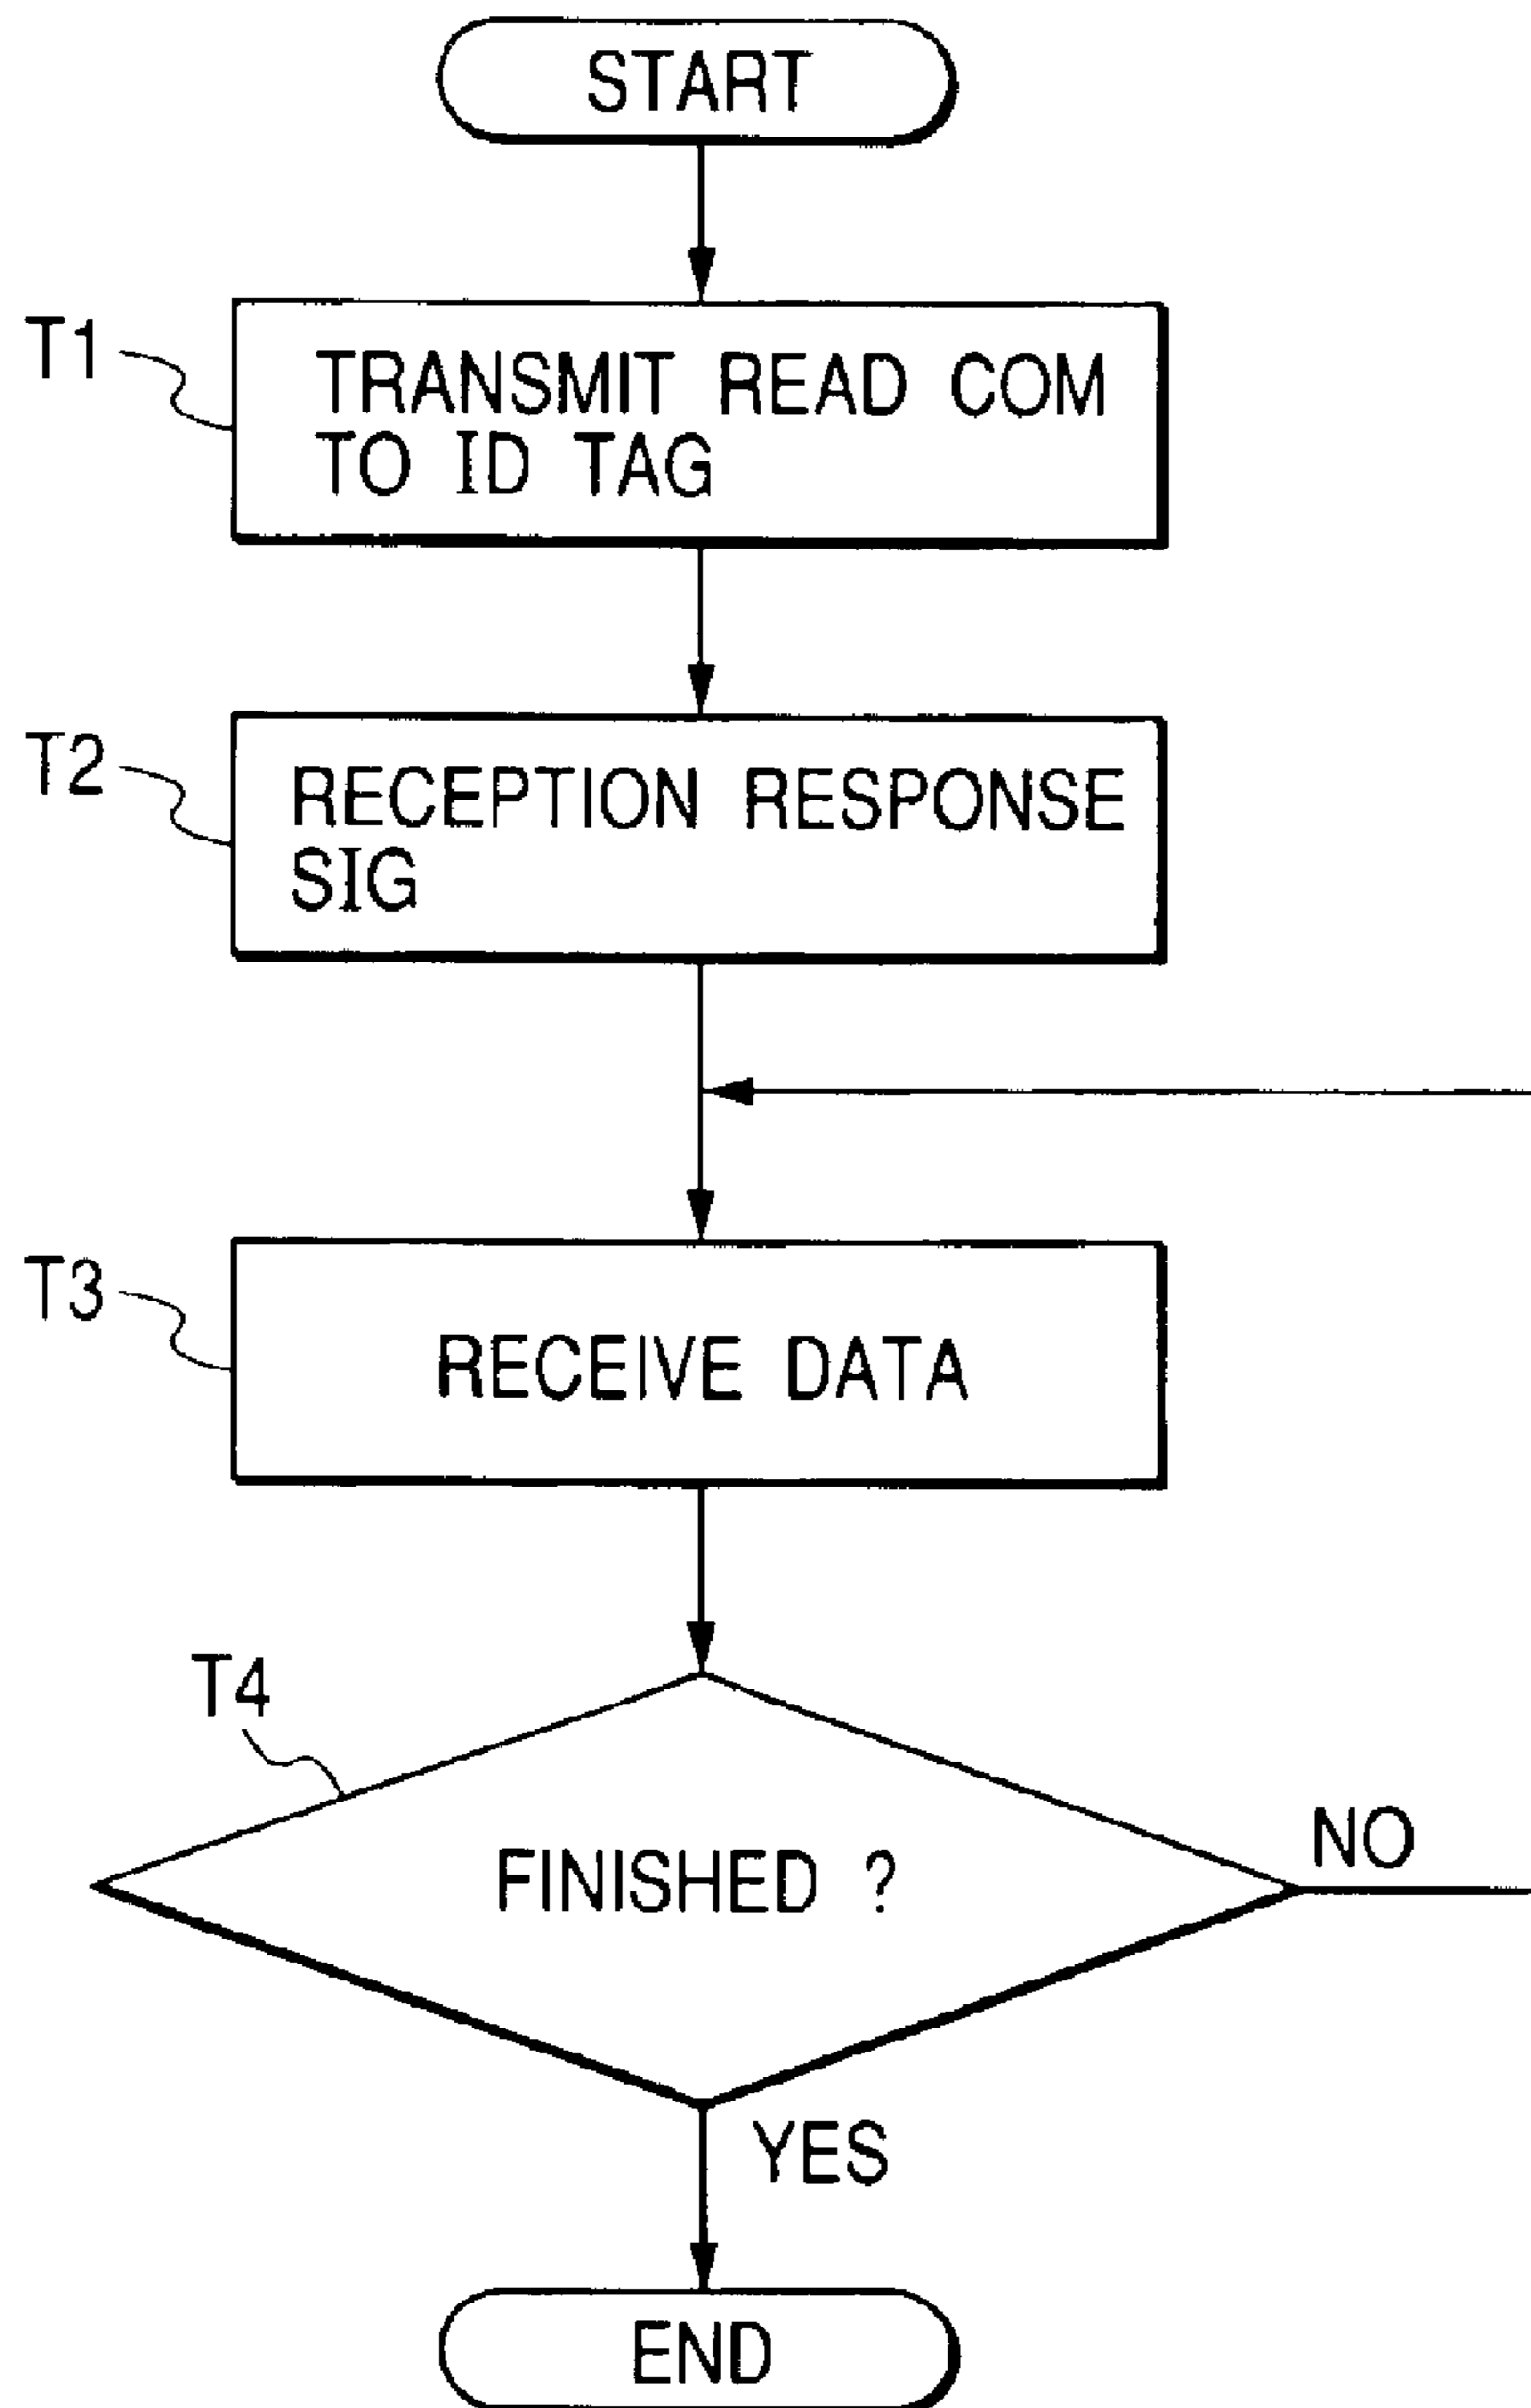 START
T1
TRANSMIT READ COM
TO ID TAG
T2
RECEPTION RESPONSE
SIG
T3
RECEIVE DATA
T4
FINISHED ?
NO
YES
END